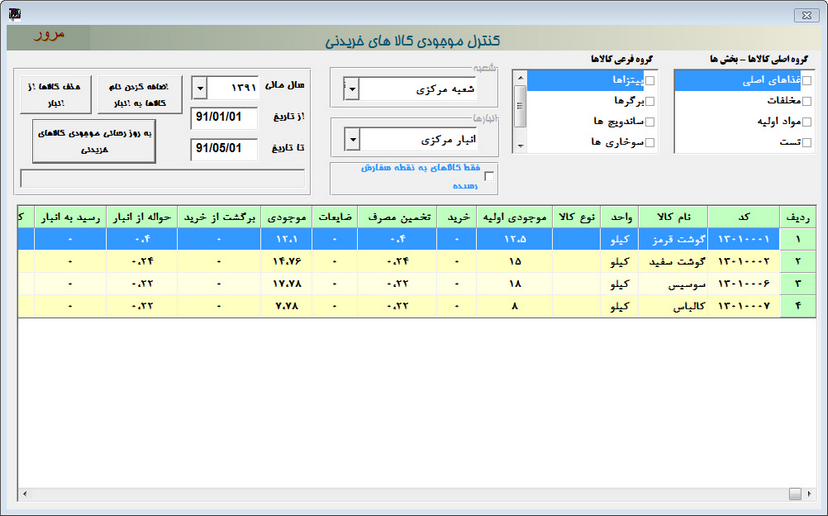 مرور
کنترل موجودی کالا های خریدنی
گروه اصلی کالاها - بخش ها
غذاهای اصلی
مخلفات
مواد اولیه
تست
گروه فرعی کالاها
پیتزاها
برگرها
ساندویچ ها
سوخاری ها
شعبه
شعبه مرکزی
انبارها
انبار مرکزی
فقط کالاهای به نقطه سفارش
رسیده
سال مالی ۱۳۹۱
از تاریخ 91/01/01
تا تاریخ 91/05/01
اضافه کردن نام
کالاها به انبار
حذف کالاها از
انبار
به روز رسانی موجودی کالاهای
خریدنی
ردیف کد نام کالا واحد نوع کالا موجودی اولیه خرید تخمین مصرف ضایعات موجودی برگشت از خرید حواله از انبار رسید به انبار
۱ ۱۳۰۱۰۰۰۱ گوشت قرمز کیلو ۱۲.۵ - ۰.۴ - ۱۲.۱ - ۰.۴ -
۲ ۱۳۰۱۰۰۰۲ گوشت سفید کیلو ۱۵ - ۰.۲۴ - ۱۴.۷۶ - ۰.۲۴ -
۳ ۱۳۰۱۰۰۰۶ سوسیس کیلو ۱۸ - ۰.۲۲ - ۱۷.۷۸ - ۰.۲۲ -
۴ ۱۳۰۱۰۰۰۷ کالباس کیلو ۸ - ۰.۲۲ - ۷.۷۸ - ۰.۲۲ -